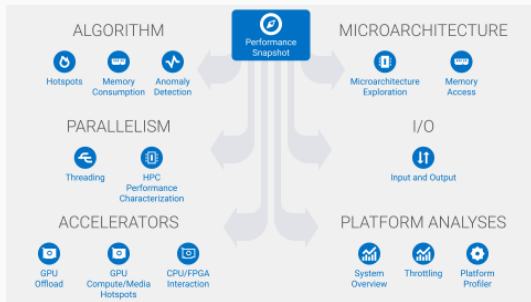 Performance
Snapshot
ALGORITHM
Hotspots
Memory
Consumption
Anomaly
Detection
MICROARCHITECTURE
Microarchitecture
Exploration
Memory
Access
PARALLELISM
Threading
HPC
Performance
Characterization
I/O
Input and Output
ACCELERATORS
GPU
Offload
GPU
Compute/Media
Hotspots
CPU/FPGA
Interaction
PLATFORM ANALYSES
System
Overview
Throttling
Platform
Profiler